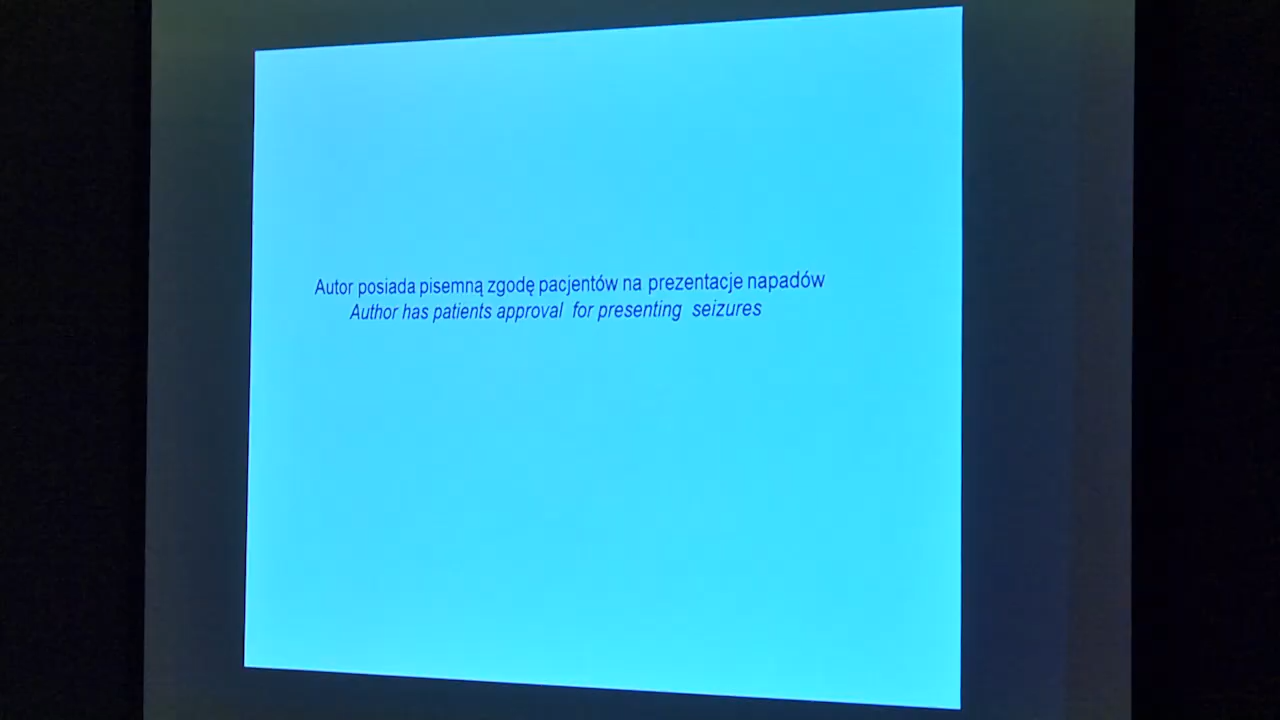 Autor posiada pisemną zgodę pacjentów na prezentacje napadów
Author has patients approval for presenting seizures